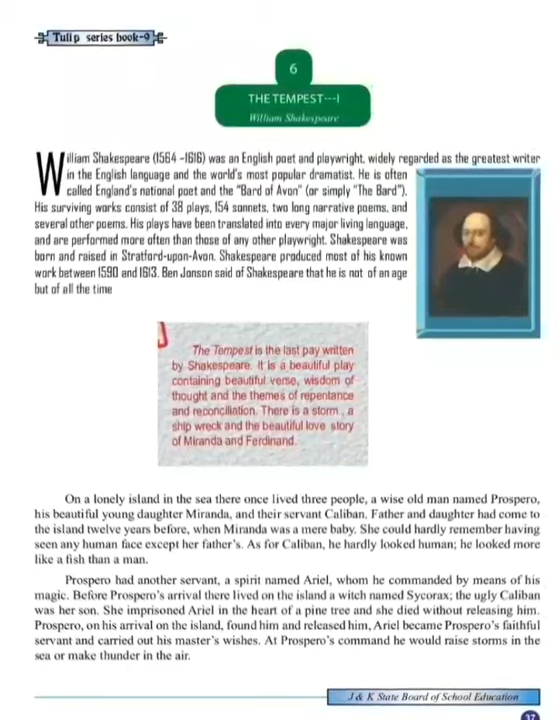 Tulip series book-9
6
THE TEMPEST---I
William Shakespeare
William Shakespeare (1564 -1616) was an English poet and playwright, widely regarded as the greatest writer
in the English language and the world's most popular dramatist. He is often
called England's national poet and the "Bard of Avon" (or simply "The Bard").
His surviving works consist of 38 plays, 154 sonnets, two long narrative poems, and
several other poems. His plays have been translated into every major living language,
and are performed more often than those of any other playwright. Shakespeare was
born and raised in Stratford-upon-Avon. Shakespeare produced most of his known
work between 1590 and 1613. Ben Jonson said of Shakespeare that he is not of an age
but of all the time
The Tempest is the last pay written
by Shakespeare. It is a beautiful play
containing beautiful verse, wisdom of
thought and the themes of repentance
and reconciliation. There is a storm , a
ship wreck and the beautiful love story
of Miranda and Ferdinand.
On a lonely island in the sea there once lived three people, a wise old man named Prospero,
his beautiful young daughter Miranda, and their servant Caliban. Father and daughter had come to
the island twelve years before, when Miranda was a mere baby. She could hardly remember having
seen any human face except her father's. As for Caliban, he hardly looked human; he looked more
like a fish than a man.
Prospero had another servant, a spirit named Ariel, whom he commanded by means of his
magic. Before Prospero's arrival there lived on the island a witch named Sycorax; the ugly Caliban
was her son. She imprisoned Ariel in the heart of a pine tree and she died without releasing him.
Prospero, on his arrival on the island, found him and released him, Ariel became Prospero's faithful
servant and carried out his master's wishes. At Prospero's command he would raise storms in the
sea or make thunder in the air.
J & K State Board of School Education
37